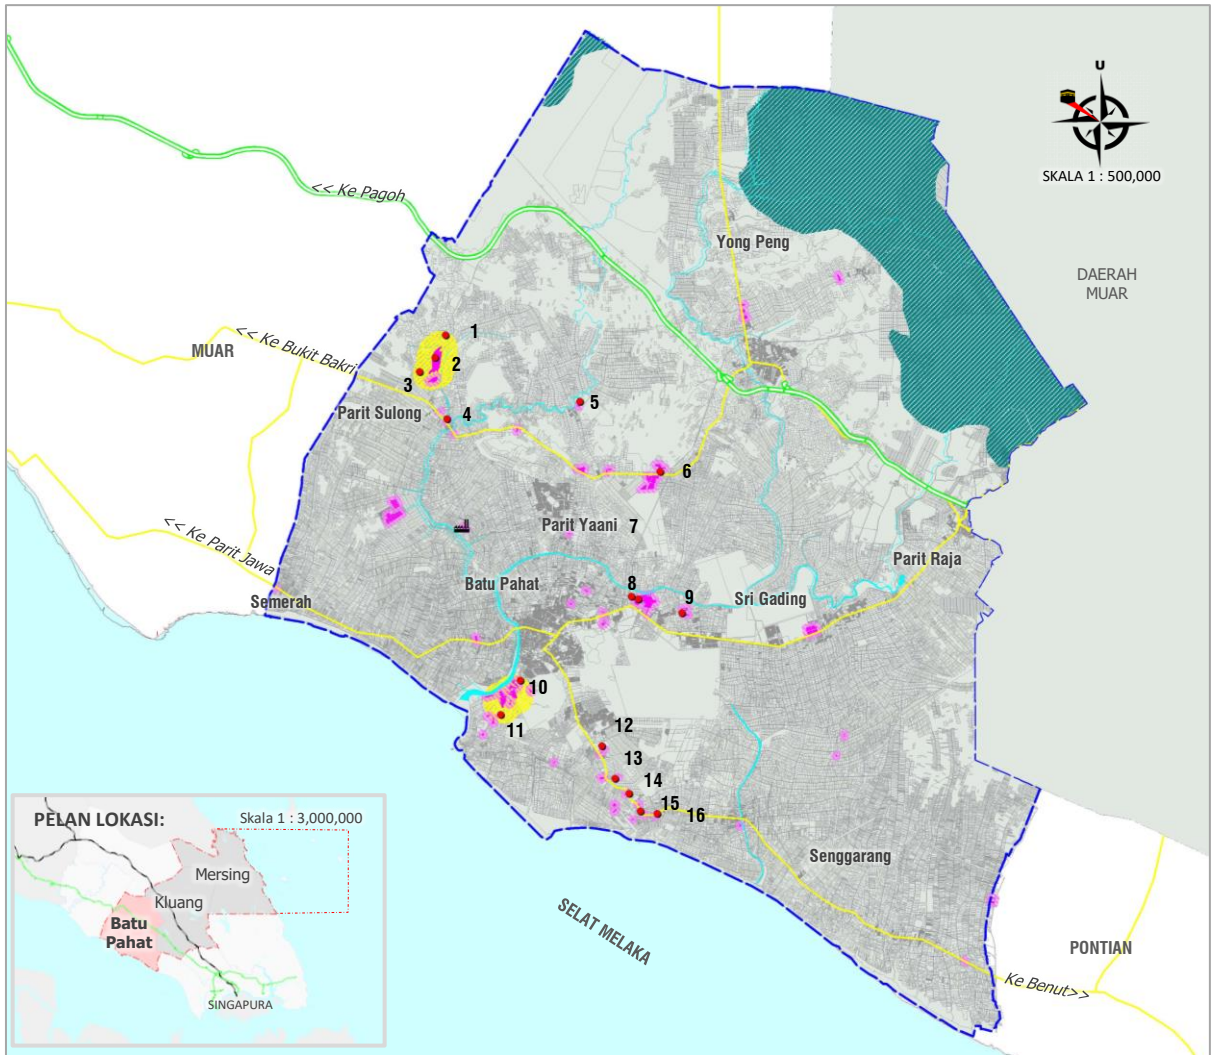 U
SKALA 1 : 500,000
<< Ke Pagoh
Yong Peng
DAERAH
MUAR
1
<< Ke Bukit Bakri
MUAR
2
3
Parit Sulong
4
5
6
<< Ke Parit Jawa
Parit Yaani
7
Parit Raja
Batu Pahat
8
9
Sri Gading
Semerah
10
11
12
13
14
15
16
Senggarang
SELAT MELAKA
PONTIAN
Ke Benut>>
PELAN LOKASI:
Skala 1 : 3,000,000
Mersing
Kluang
Batu
Pahat
SINGAPURA